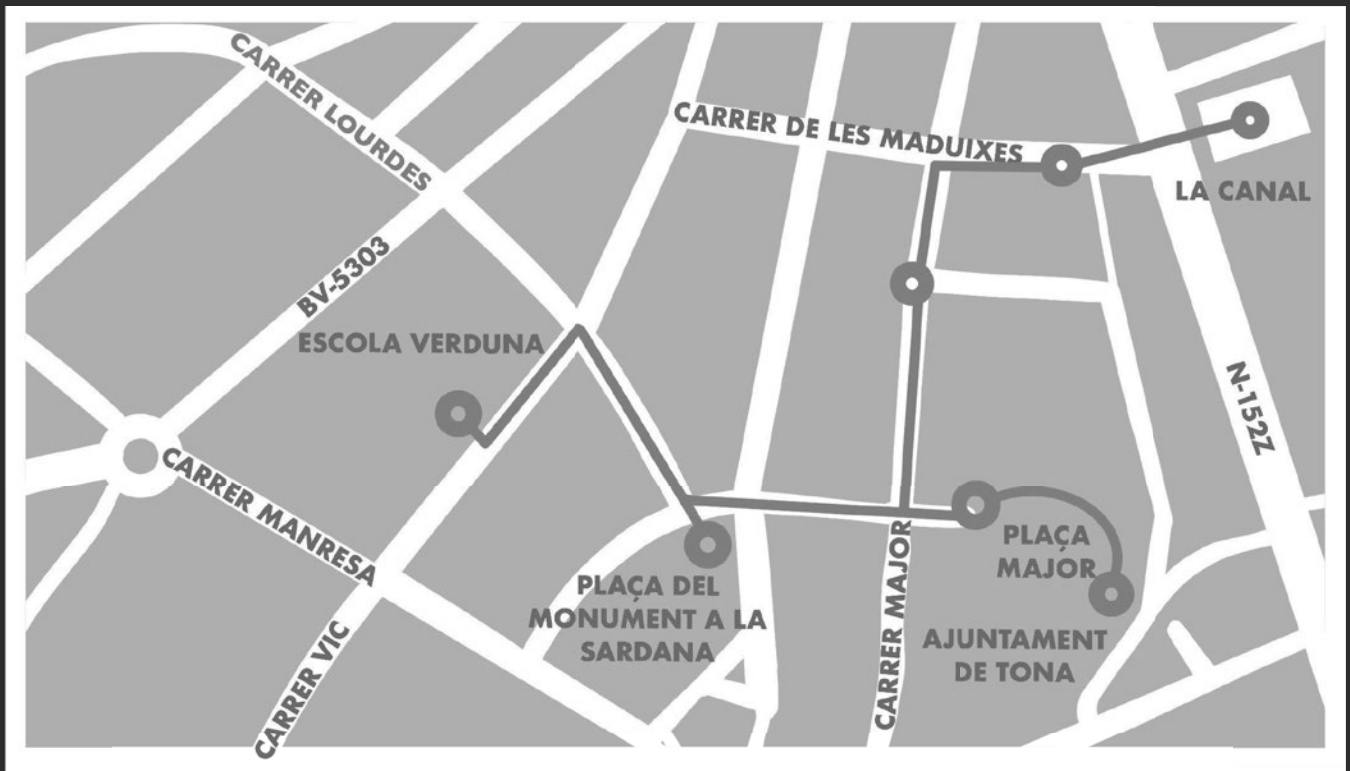 CARRER LOURDES
CARRER DE LES MADUIXES
LA CANAL
BV-5303
ESCOLA VERDUNA
N-152Z
CARRER MANRESA
PLAÇA
MAJOR
PLAÇA DEL
MONUMENT A LA
SARDANA
CARRER MAJOR
AJUNTAMENT
DE TONA
CARRER VIC